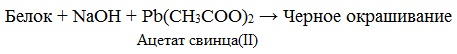 Белок + NaOH + Pb(CH3COO)2 → Черное окрашивание
Ацетат свинца(II)